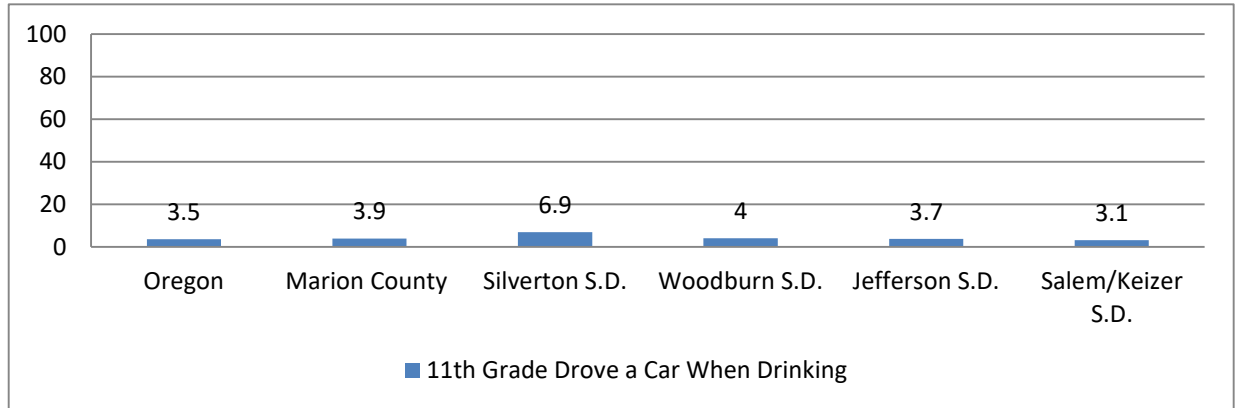 100
80
60
40
20
0
3.5
3.9
6.9
4
3.7
3.1
Oregon
Marion County
Silverton S.D.
Woodburn S.D.
Jefferson S.D.
Salem/Keizer
S.D.
11th Grade Drove a Car When Drinking